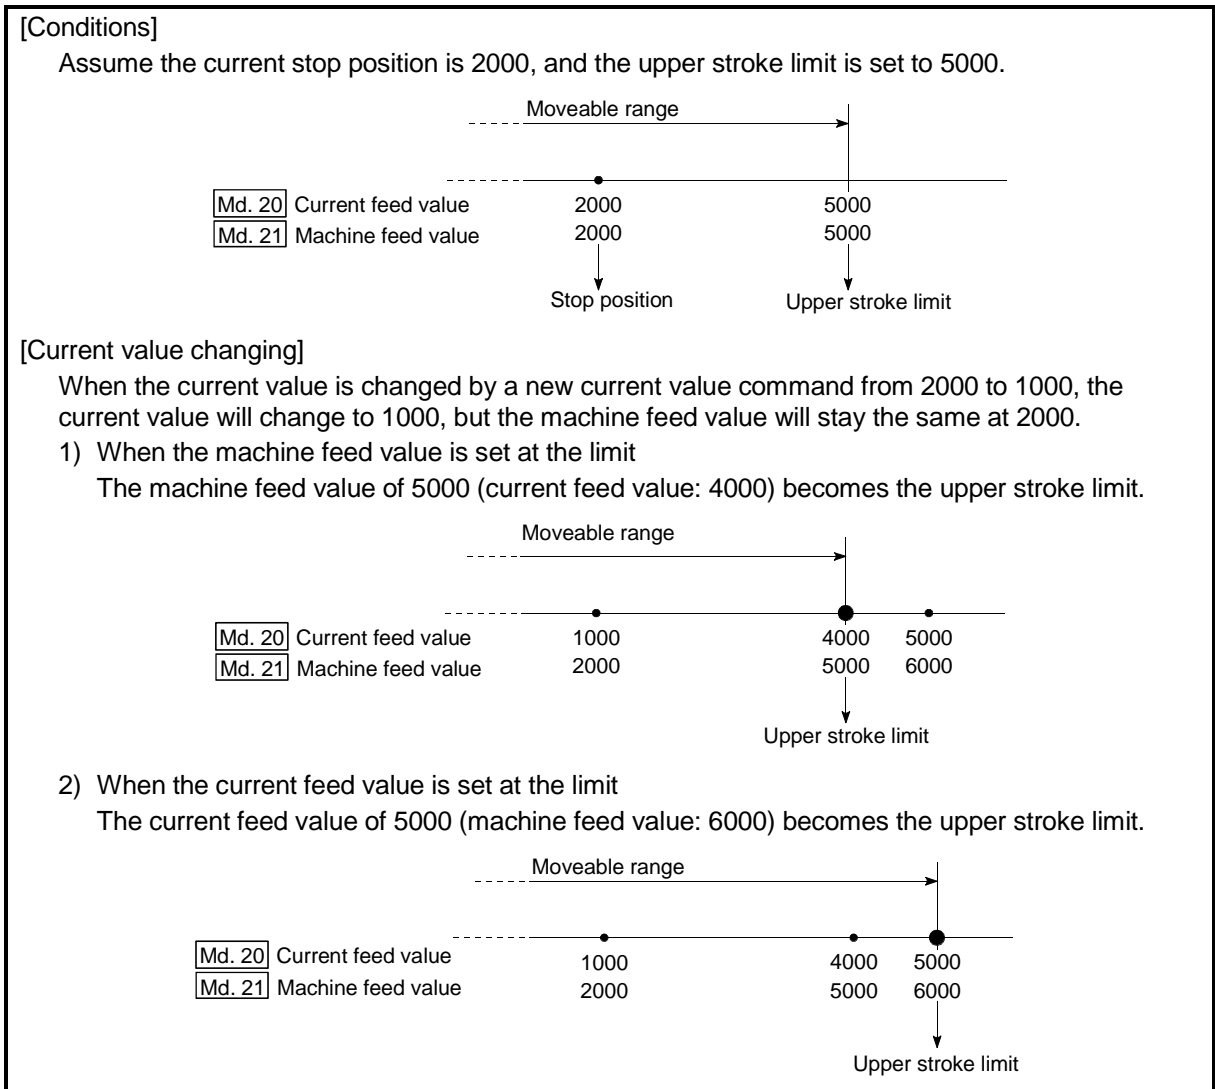 [Conditions]
Assume the current stop position is 2000, and the upper stroke limit is set to 5000.
Moveable range
Md. 20 Current feed value 2000 5000
Md. 21 Machine feed value 2000 5000
Stop position Upper stroke limit
[Current value changing]
When the current value is changed by a new current value command from 2000 to 1000, the
current value will change to 1000, but the machine feed value will stay the same at 2000.
1) When the machine feed value is set at the limit
The machine feed value of 5000 (current feed value: 4000) becomes the upper stroke limit.
Moveable range
Md. 20 Current feed value 1000 4000 5000
Md. 21 Machine feed value 2000 5000 6000
Upper stroke limit
2) When the current feed value is set at the limit
The current feed value of 5000 (machine feed value: 6000) becomes the upper stroke limit.
Moveable range
Md. 20 Current feed value 1000 4000 5000
Md. 21 Machine feed value 2000 5000 6000
Upper stroke limit